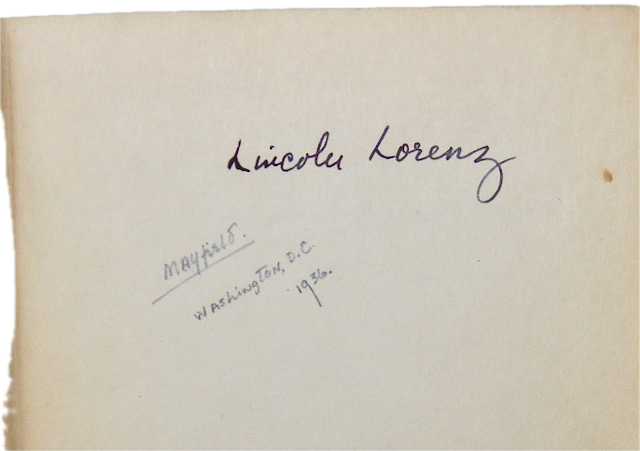 Lincoln Lorenz
Mayfield.
Washington, D.C.
1936.